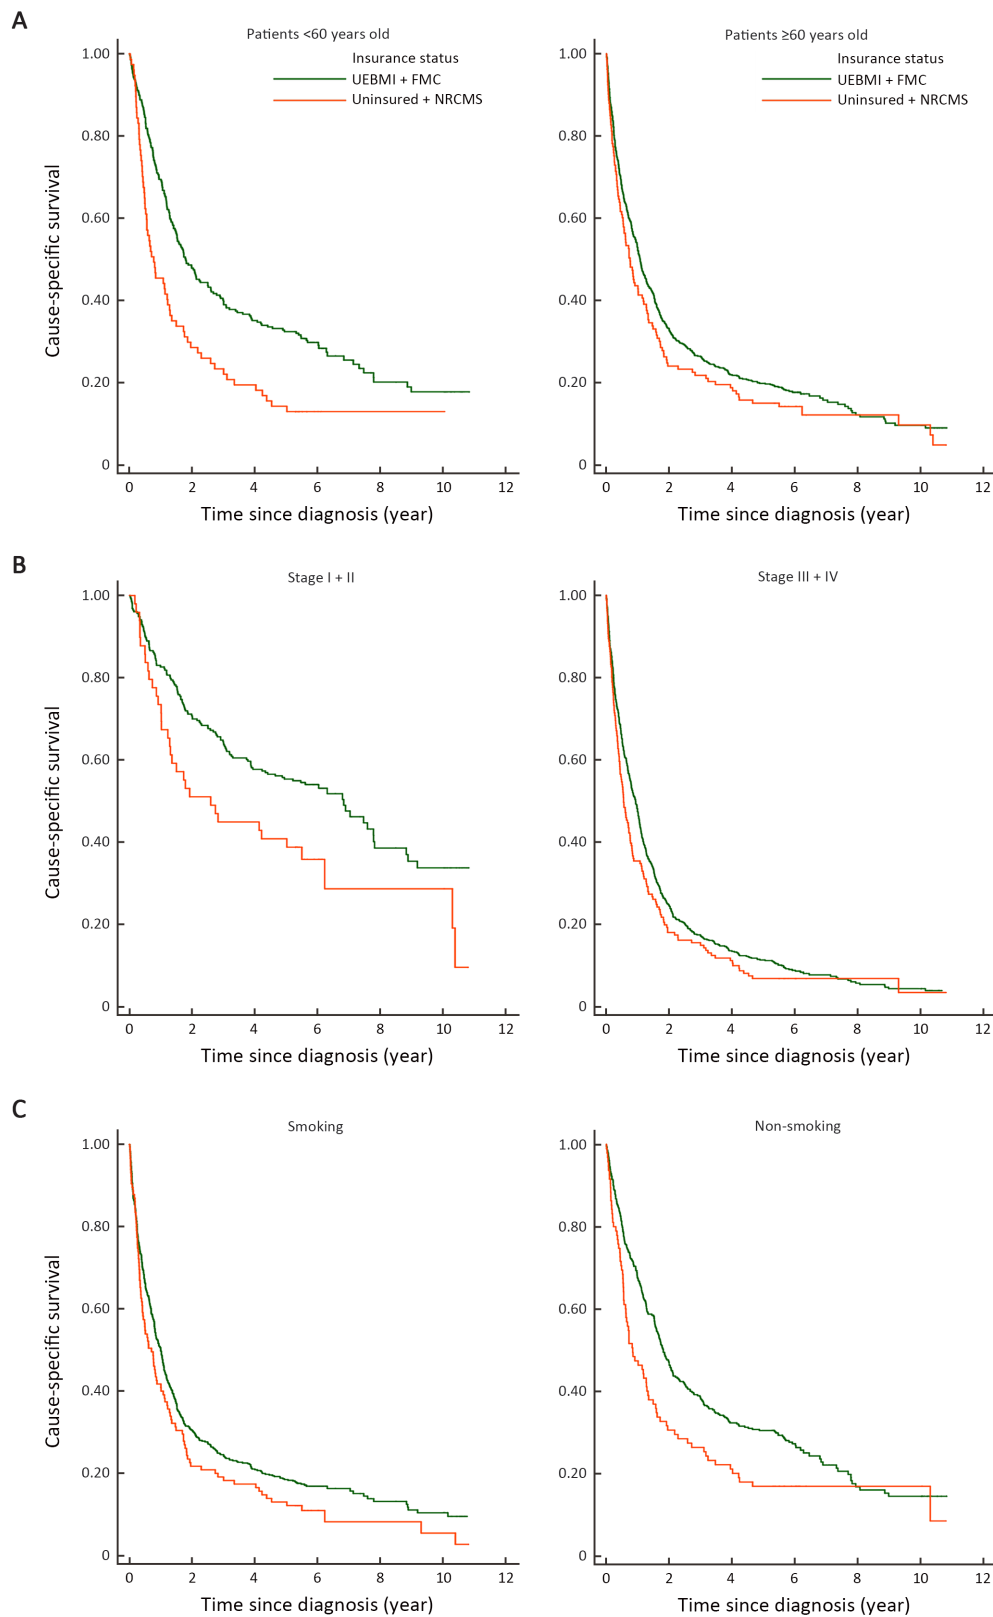 A
Patients <60 years old
Insurance status
UEBMI + FMC
Uninsured + NRCMS
1.00
0.80
0.60
0.40
0.20
0
Cause-specific survival
0 2 4 6 8 10 12
Time since diagnosis (year)
Patients ≥60 years old
Insurance status
UEBMI + FMC
Uninsured + NRCMS
1.00
0.80
0.60
0.40
0.20
0
0 2 4 6 8 10 12
Time since diagnosis (year)
B
Stage I + II
1.00
0.80
0.60
0.40
0.20
0
Cause-specific survival
0 2 4 6 8 10 12
Time since diagnosis (year)
Stage III + IV
1.00
0.80
0.60
0.40
0.20
0
0 2 4 6 8 10 12
Time since diagnosis (year)
C
Smoking
1.00
0.80
0.60
0.40
0.20
0
Cause-specific survival
0 2 4 6 8 10 12
Time since diagnosis (year)
Non-smoking
1.00
0.80
0.60
0.40
0.20
0
0 2 4 6 8 10 12
Time since diagnosis (year)